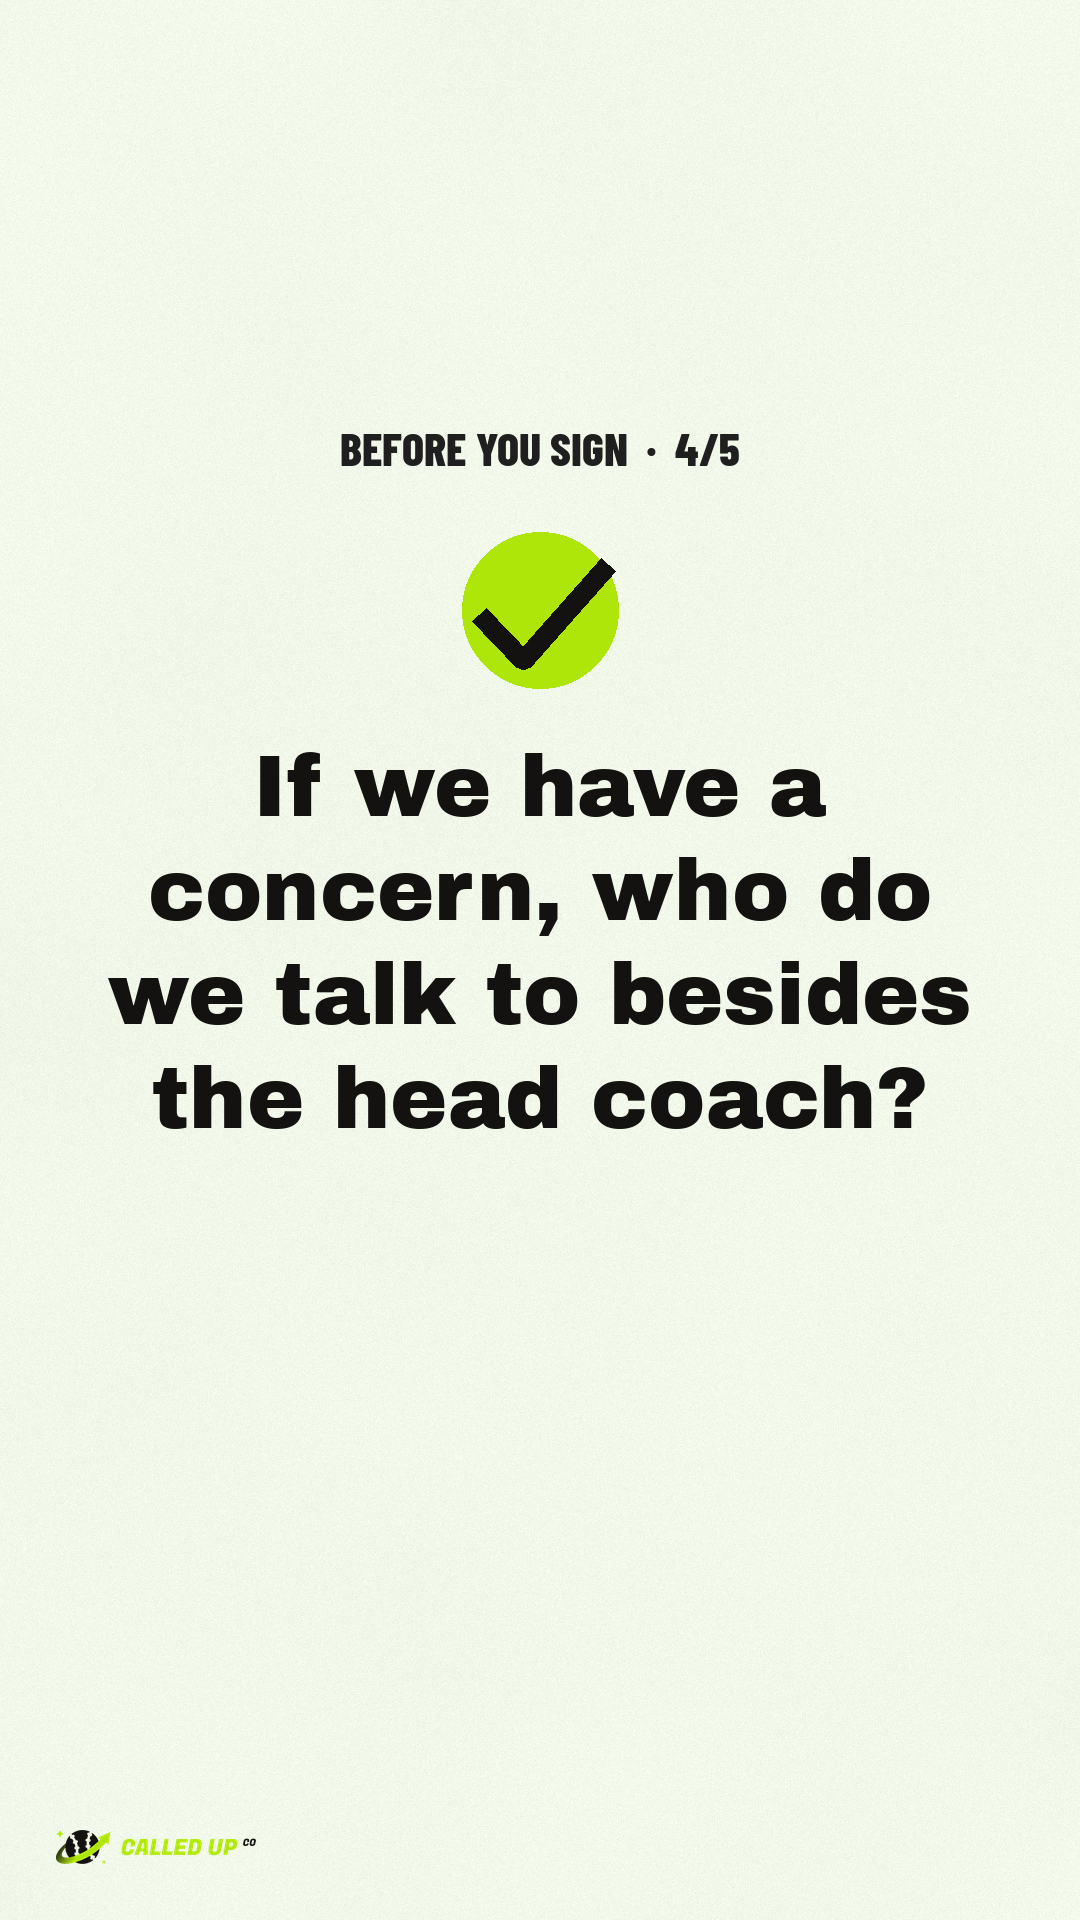 BEFORE YOU SIGN · 4/5
If we have a
concern, who do
we talk to besides
the head coach?
CALLED UP CO